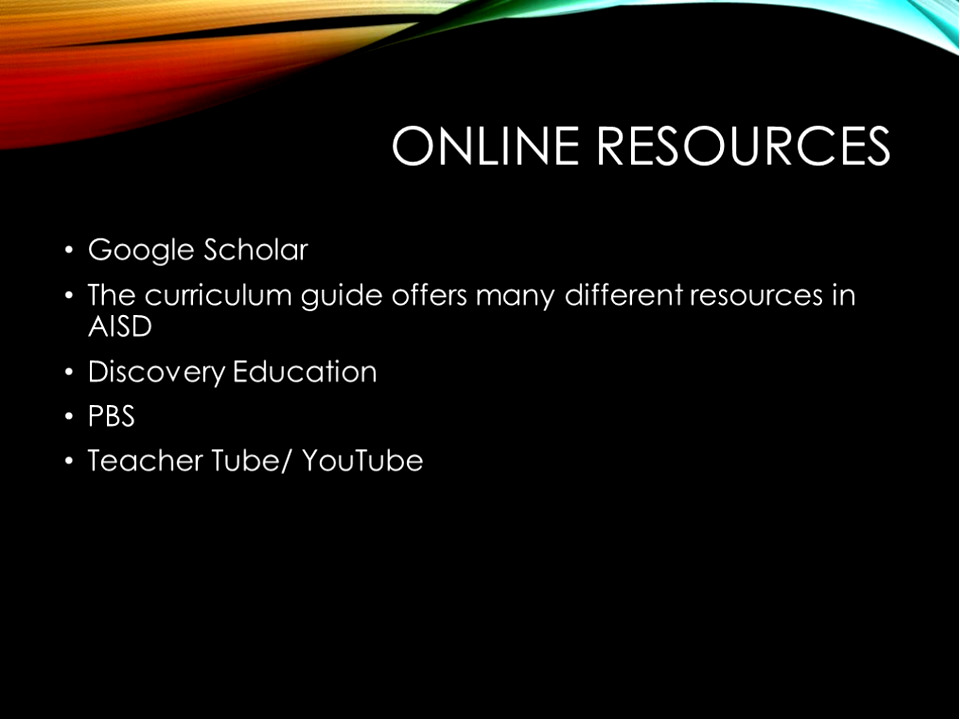 ONLINE RESOURCES
• Google Scholar
• The curriculum guide offers many different resources in
AISD
• Discovery Education
• PBS
• Teacher Tube/ YouTube